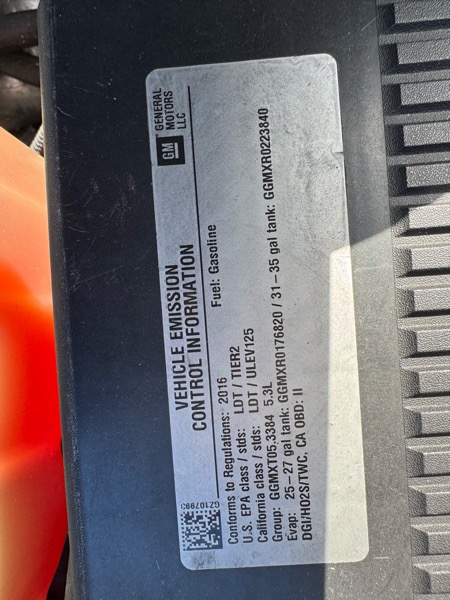 GM GENERAL MOTORS LLC
VEHICLE EMISSION
CONTROL INFORMATION
Conforms to Regulations: 2016 Fuel: Gasoline
U.S. EPA class / stds: LDT / TIER2
California class / stds: LDT / ULEV125
Group: GGMXT05.3384 5.3L
Evap: 25-27 gal tank: GGMXR0176820 / 31-35 gal tank: GGMXR0223840
DGI/HO2S/TWC, CA OBD: II